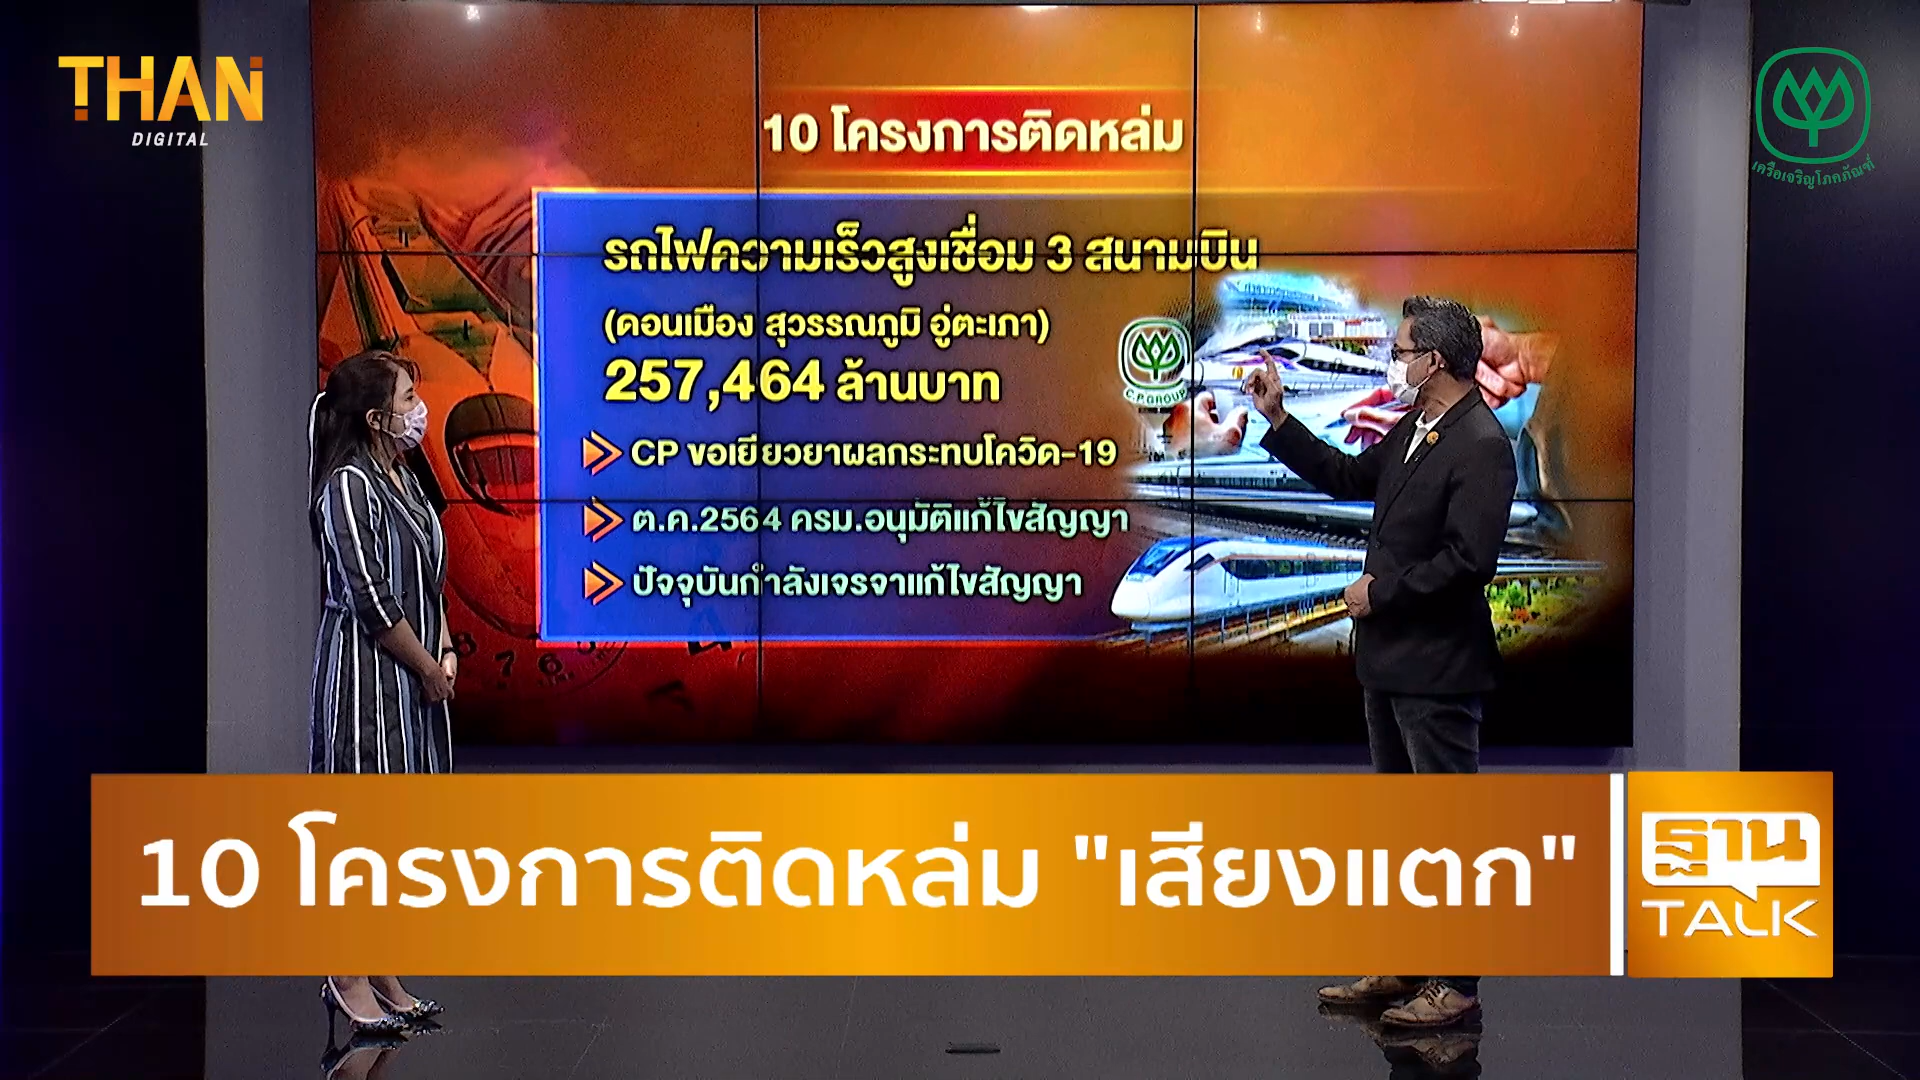 THAN
DIGITAL
เครือเจริญโภคภัณฑ์
10 โครงการติดหล่ม
รถไฟความเร็วสูงเชื่อม 3 สนามบิน
(ดอนเมือง สุวรรณภูมิ อู่ตะเภา)
257,464 ล้านบาท
C.P. GROUP
CP ขอเยียวยาผลกระทบโควิด-19
ต.ค.2564 ครม.อนุมัติแก้ไขสัญญา
ปัจจุบันกำลังเจรจาแก้ไขสัญญา
8 7 6 5
10 โครงการติดหล่ม "เสียงแตก"
ฐาน
TALK